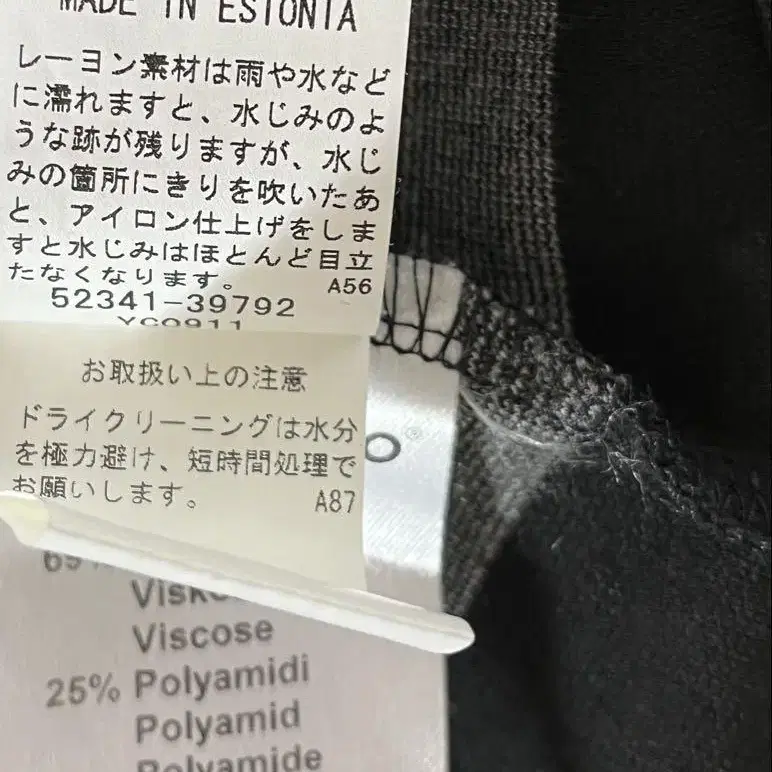 MADE IN ESTONIA
レーヨン素材は雨や水など
に濡れますと、水じみのよ
うな跡が残りますが、水じ
みの箇所にきりを吹いたあ
と、アイロン仕上げをしま
すと水じみはほとんど目立
たなくなります。 A56
52341-39792
YC0911
お取扱い上の注意
ドライクリーニングは水分
を極力避け、短時間処理で
お願いします。 A87
Viscose
25% Polyamidi
Polyamid
Polyamide